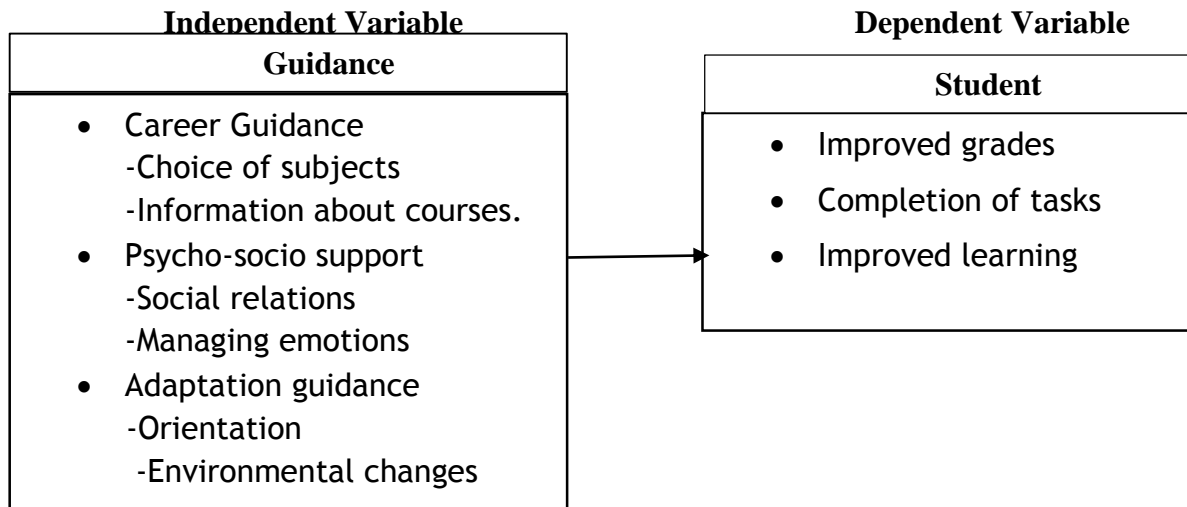 Independent Variable
Guidance
• Career Guidance
-Choice of subjects
-Information about courses.
• Psycho-socio support
-Social relations
-Managing emotions
• Adaptation guidance
-Orientation
-Environmental changes
Dependent Variable
Student
• Improved grades
• Completion of tasks
• Improved learning